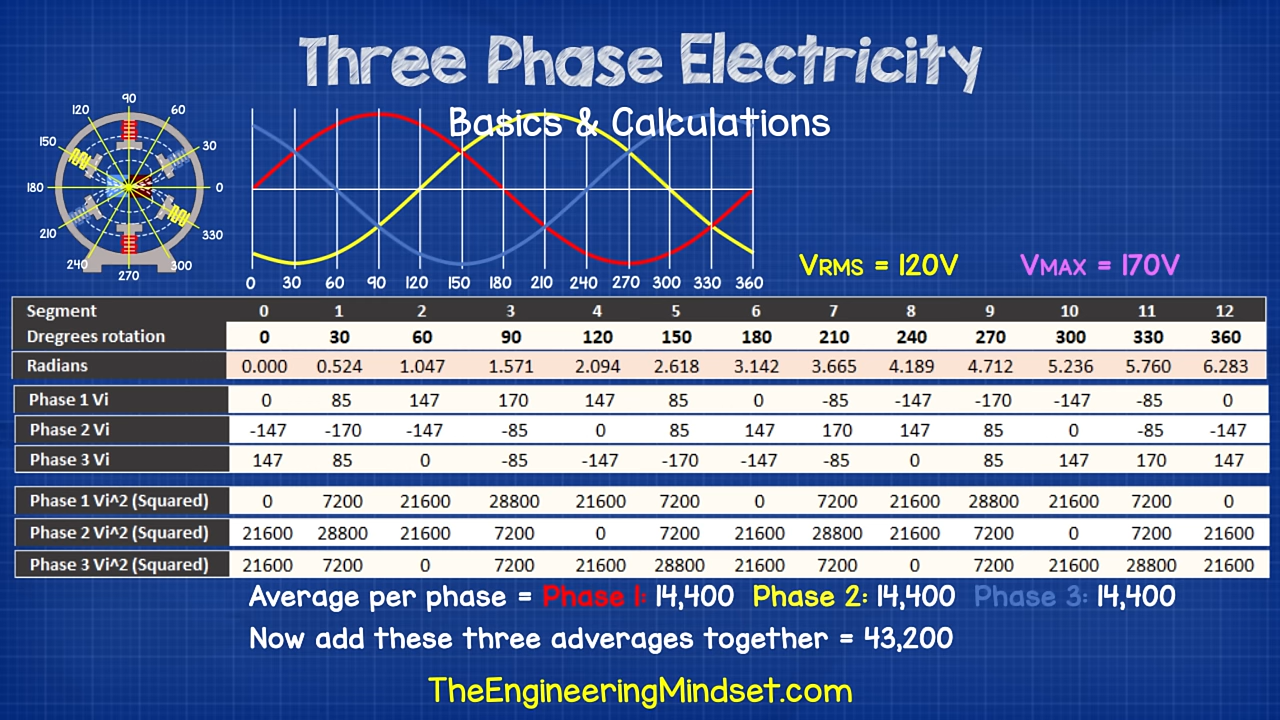 Three Phase Electricity
Basics & Calculations
90
120 60
150 30
180 0
210 330
240 300
270
0 30 60 90 120 150 180 210 240 270 300 330 360
VRMS = 120V VMAX = 170V
Segment 0 1 2 3 4 5 6 7 8 9 10 11 12
Dregrees rotation 0 30 60 90 120 150 180 210 240 270 300 330 360
Radians 0.000 0.524 1.047 1.571 2.094 2.618 3.142 3.665 4.189 4.712 5.236 5.760 6.283
Phase 1 Vi 0 85 147 170 147 85 0 -85 -147 -170 -147 -85 0
Phase 2 Vi -147 -170 -147 -85 0 85 147 170 147 85 0 -85 -147
Phase 3 Vi 147 85 0 -85 -147 -170 -147 -85 0 85 147 170 147
Phase 1 Vi^2 (Squared) 0 7200 21600 28800 21600 7200 0 7200 21600 28800 21600 7200 0
Phase 2 Vi^2 (Squared) 21600 28800 21600 7200 0 7200 21600 28800 21600 7200 0 7200 21600
Phase 3 Vi^2 (Squared) 21600 7200 0 7200 21600 28800 21600 7200 0 7200 21600 28800 21600
Average per phase = Phase 1: 14,400 Phase 2: 14,400 Phase 3: 14,400
Now add these three adverages together = 43,200
TheEngineeringMindset.com